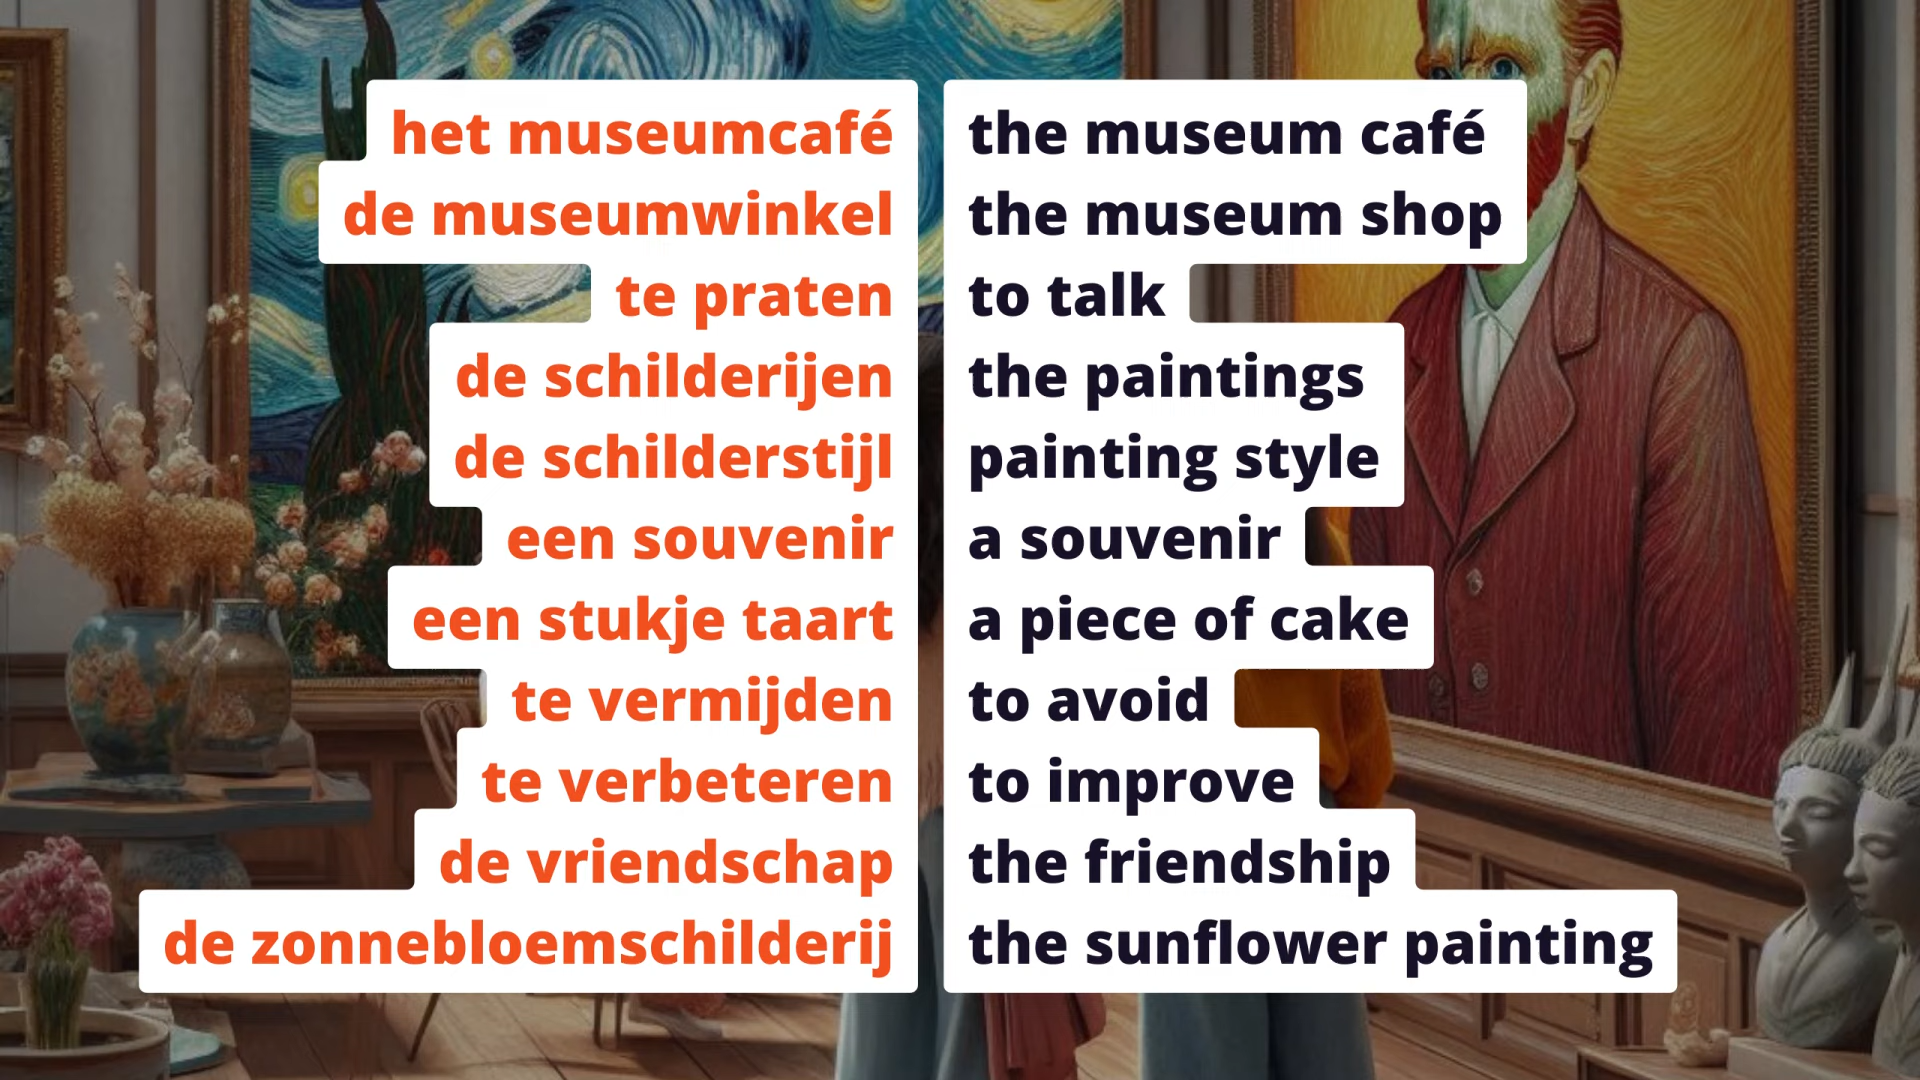 het museumcafé the museum café
de museumwinkel the museum shop
te praten to talk
de schilderijen the paintings
de schilderstijl painting style
een souvenir a souvenir
een stukje taart a piece of cake
te vermijden to avoid
te verbeteren to improve
de vriendschap the friendship
de zonnebloemschilderij the sunflower painting